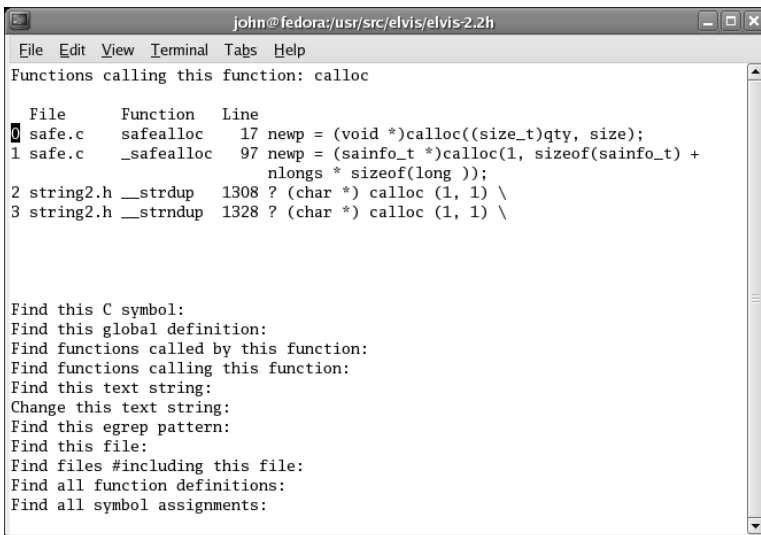 john@fedora:/usr/src/elvis/elvis-2.2h
File Edit View Terminal Tabs Help
Functions calling this function: calloc
File Function Line
0 safe.c safealloc 17 newp = (void *)calloc((size_t)qty, size);
1 safe.c _safealloc 97 newp = (sainfo_t *)calloc(1, sizeof(sainfo_t) +
nlongs * sizeof(long ));
2 string2.h __strdup 1308 ? (char *) calloc (1, 1) \
3 string2.h __strndup 1328 ? (char *) calloc (1, 1) \
Find this C symbol:
Find this global definition:
Find functions called by this function:
Find functions calling this function:
Find this text string:
Change this text string:
Find this egrep pattern:
Find this file:
Find files #including this file:
Find all function definitions:
Find all symbol assignments: